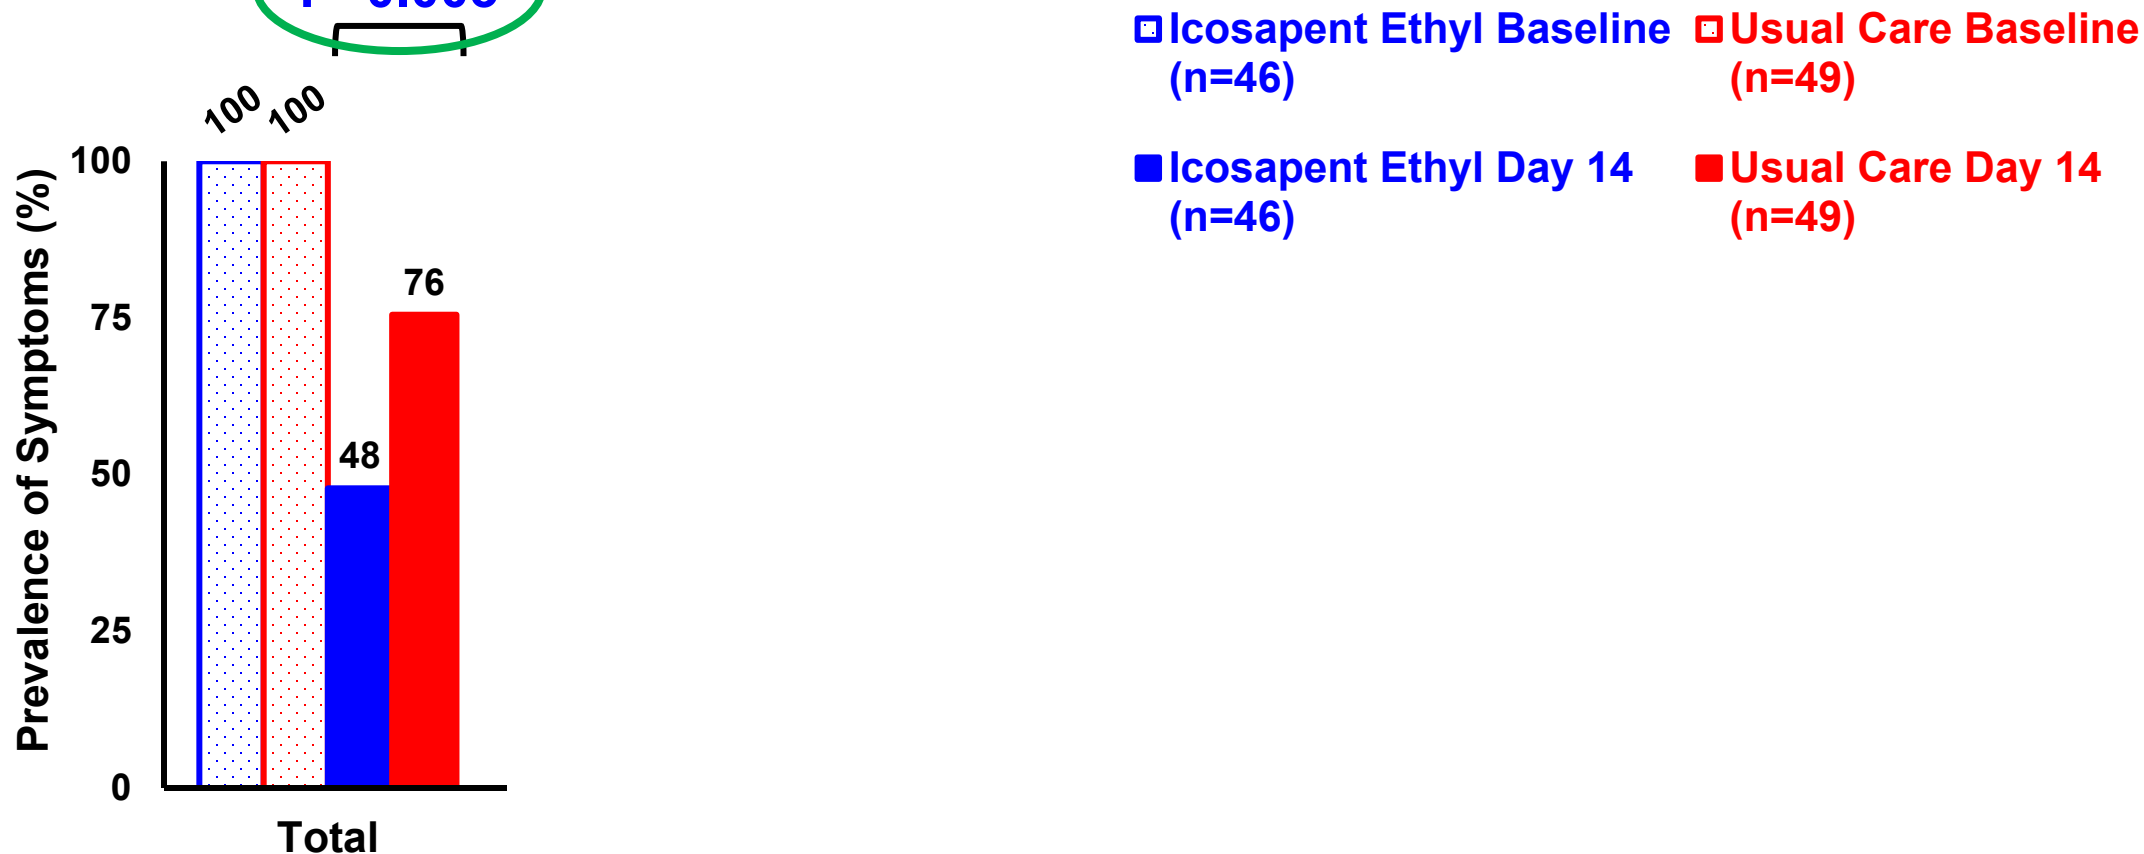 Icosapent Ethyl Baseline
(n=46)
Usual Care Baseline
(n=49)
Icosapent Ethyl Day 14
(n=46)
Usual Care Day 14
(n=49)
100 100
Prevalence of Symptoms (%)
100
75
50
25
0
48
76
Total